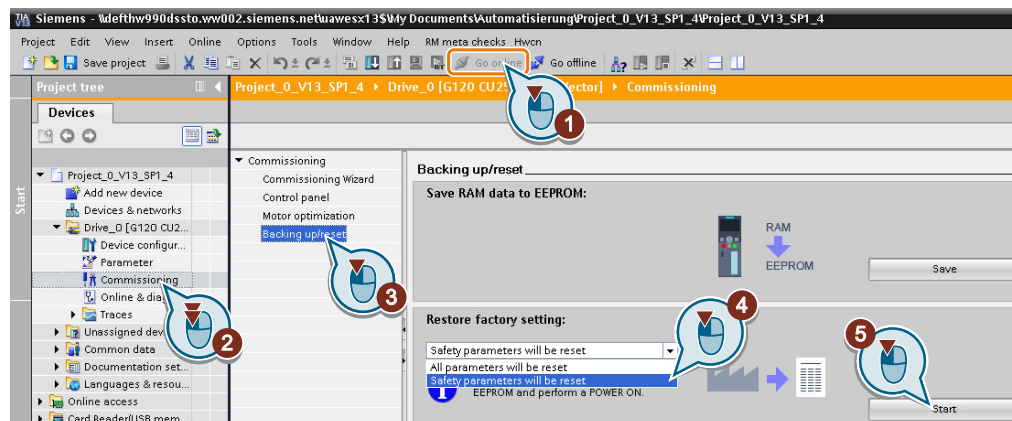 Siemens - \\defthw990dssto.ww002.siemens.net\uawesx13$\My Documents\Automatisierung\Project_0_V13_SP1_4\Project_0_V13_SP1_4
Project Edit View Insert Online Options Tools Window Help RM meta checks Hwcn
Save project Go online Go offline
Project tree
Project_0_V13_SP1_4 Drive_0 [G120 Commissioning
1
Devices
Start
Project_0_V13_SP1_4
Add new device
Devices & networks
Drive_0 [G120 CU2...
Device configur...
Parameter
Commissioning
Online &
Traces
Unassigned
Common data
Documentation set...
Languages & resou...
Online access
Card Reader/USB mem
2
Commissioning
Commissioning Wizard
Control panel
Motor optimization
Backing up/reset
3
Backing up/reset
Save RAM data to EEPROM:
RAM
EEPROM
Save
Restore factory setting:
4
5
Safety parameters will be reset
All parameters will be reset
Safety parameters will be reset
EEPROM and perform a POWER ON.
Start